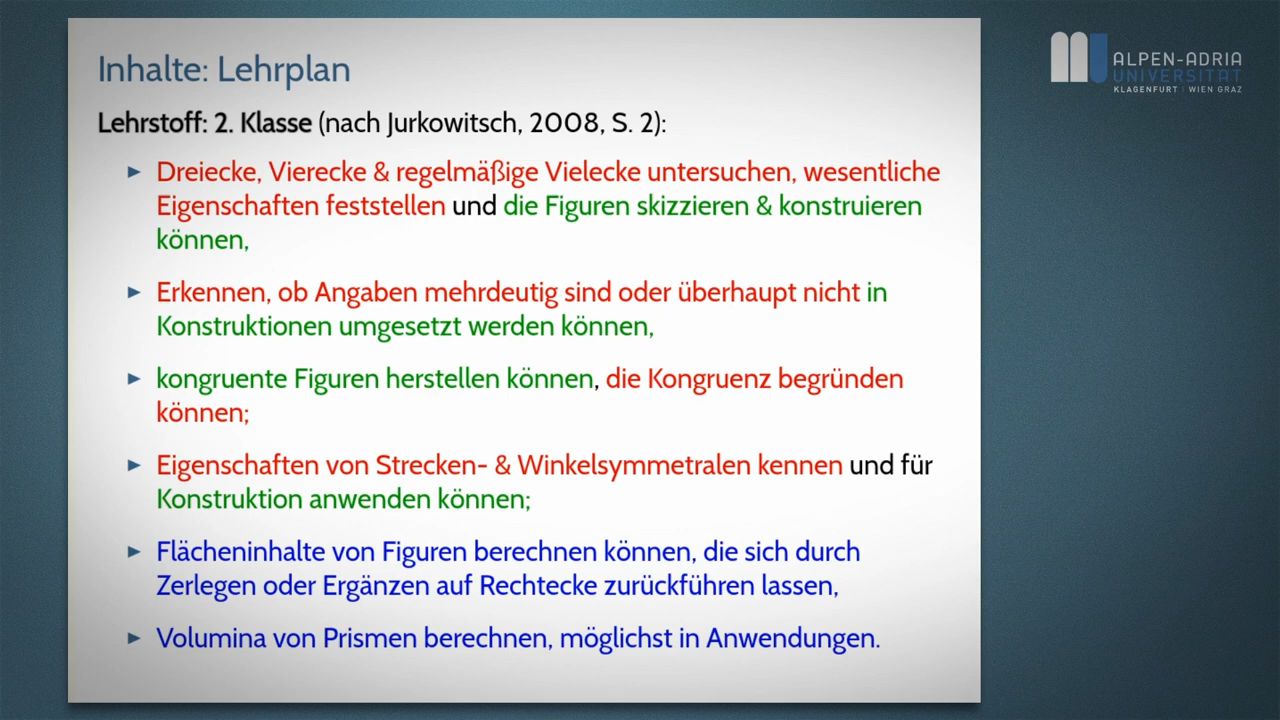 Inhalte: Lehrplan
Lehrstoff: 2. Klasse (nach Jurkowitsch, 2008, S. 2):
► Dreiecke, Vierecke & regelmäßige Vielecke untersuchen, wesentliche
Eigenschaften feststellen und die Figuren skizzieren & konstruieren
können,
► Erkennen, ob Angaben mehrdeutig sind oder überhaupt nicht in
Konstruktionen umgesetzt werden können,
► kongruente Figuren herstellen können, die Kongruenz begründen
können;
► Eigenschaften von Strecken- & Winkelsymmetralen kennen und für
Konstruktion anwenden können;
► Flächeninhalte von Figuren berechnen können, die sich durch
Zerlegen oder Ergänzen auf Rechtecke zurückführen lassen,
► Volumina von Prismen berechnen, möglichst in Anwendungen.
ALPEN-ADRIA
UNIVERSITÄT
KLAGENFURT | WIEN GRAZ